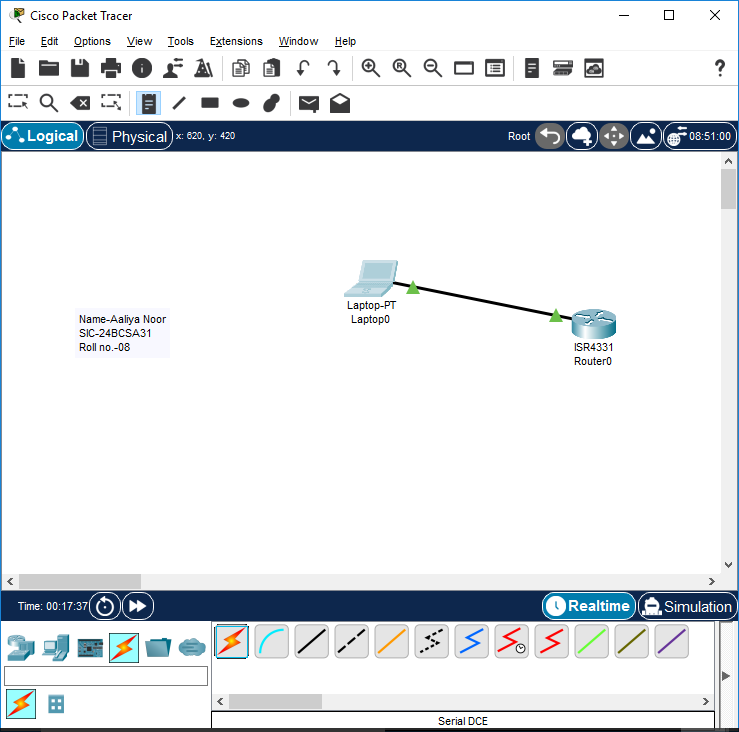 Cisco Packet Tracer
File Edit Options View Tools Extensions Window Help
Logical Physical x: 620, y: 420 Root 08:51:00
Laptop-PT
Laptop0
Name-Aaliya Noor
SIC-24BCSA31
Roll no.-08
ISR4331
Router0
Time: 00:17:37 Realtime Simulation
Serial DCE